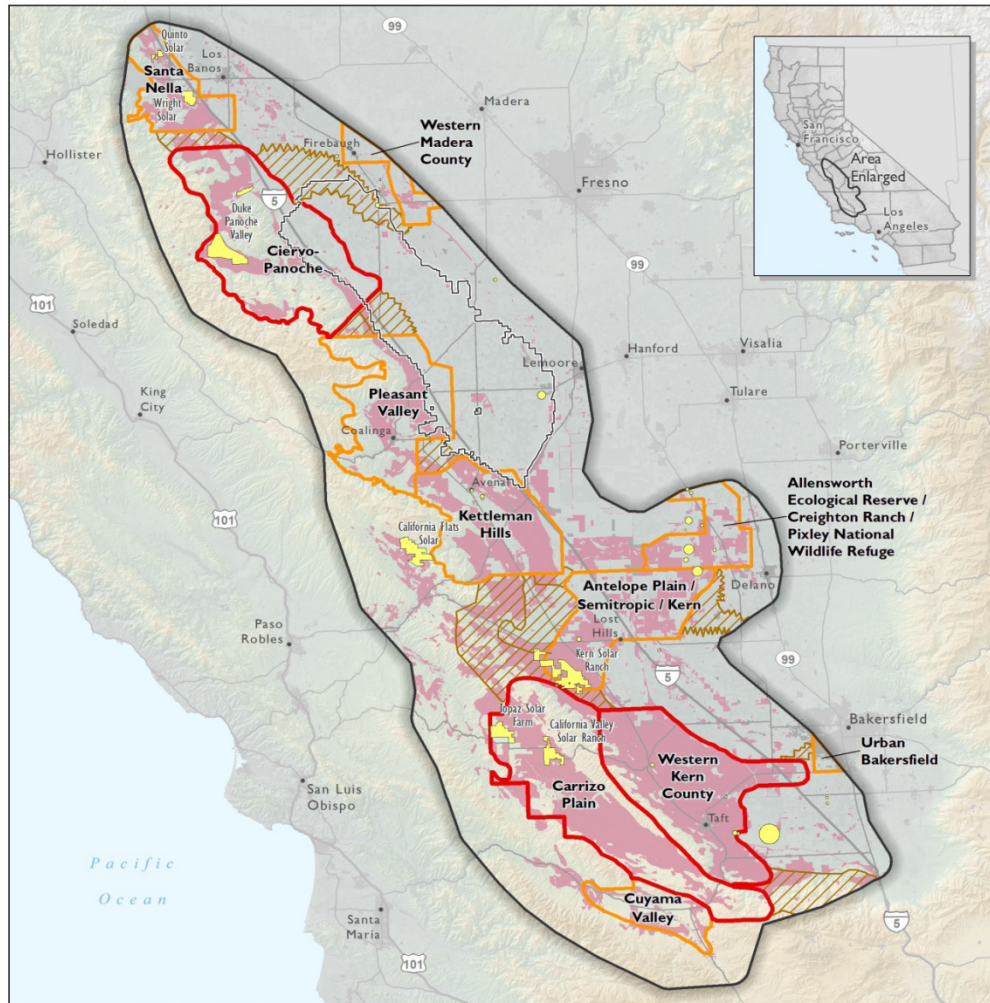 99
Quinto
Solar
Los
Banos
Santa
Nella
Wright
Solar
Madera
Western
Madera
County
Firebaugh
Hollister
Fresno
San
Francisco
Area
Enlarged
Los
Angeles
5
Duke
Panoche
Valley
Ciervo-
Panoche
99
101
Soledad
Lemoore
Hanford
Visalia
King
City
Pleasant
Valley
Tulare
Coalinga
Porterville
Avenal
Allensworth
Ecological Reserve /
Creighton Ranch /
Pixley National
Wildlife Refuge
101
California Flats
Solar
Kettleman
Hills
Antelope Plain /
Semitropic / Kern
Delano
Paso
Robles
Lost
Hills
Kern Solar
Ranch
99
5
Topaz Solar
Farm
California Valley
Solar Ranch
Bakersfield
Urban
Bakersfield
Western
Kern
County
Carrizo
Plain
San Luis
Obispo
Taft
Pacific
Ocean
Cuyama
Valley
Santa
Maria
5
101